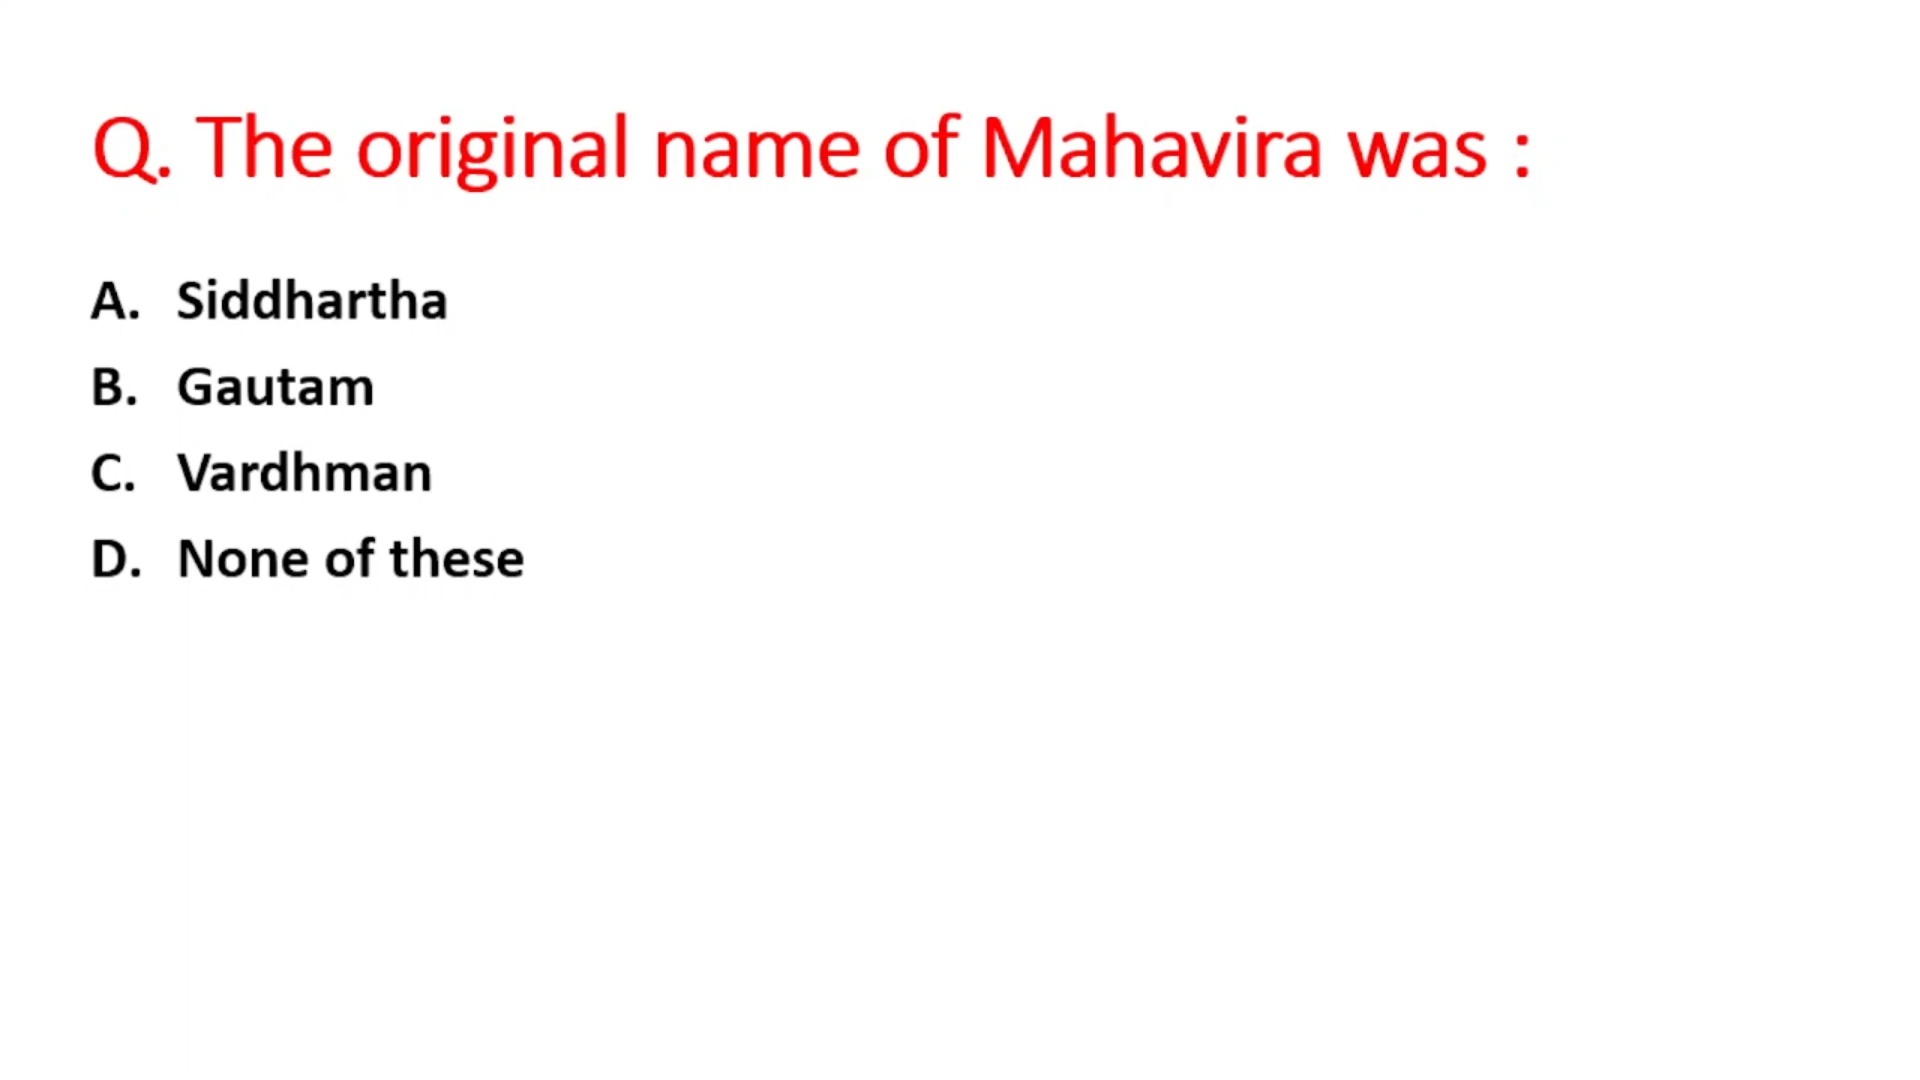 Q. The original name of Mahavira was :
A. Siddhartha
B. Gautam
C. Vardhman
D. None of these